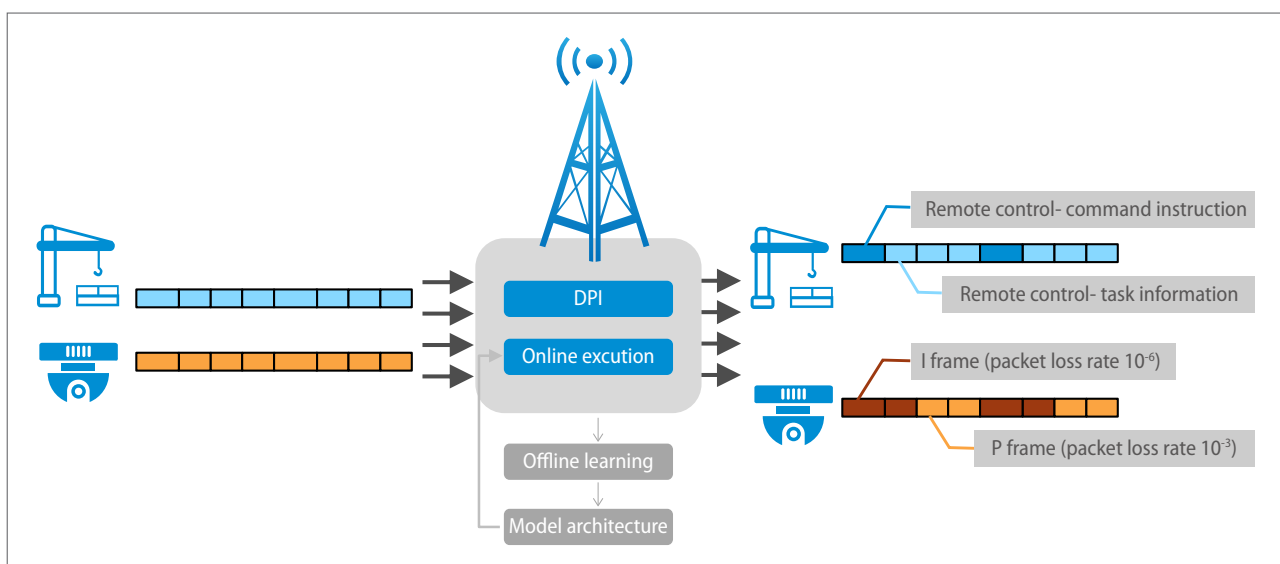 Remote control- command instruction
DPI
Remote control- task information
Online excution
I frame (packet loss rate 10⁻⁶)
P frame (packet loss rate 10⁻³)
Offline learning
Model architecture